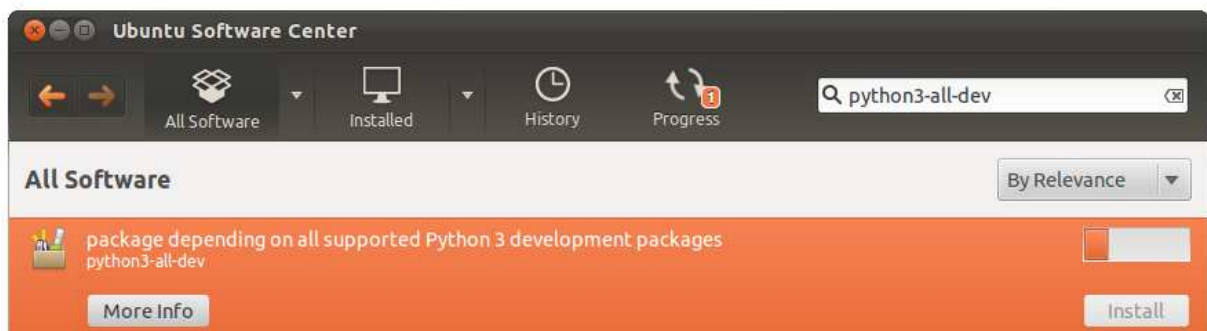 Ubuntu Software Center
All Software
Installed
History
Progress
1
python3-all-dev
All Software
By Relevance
package depending on all supported Python 3 development packages
python3-all-dev
More Info
Install